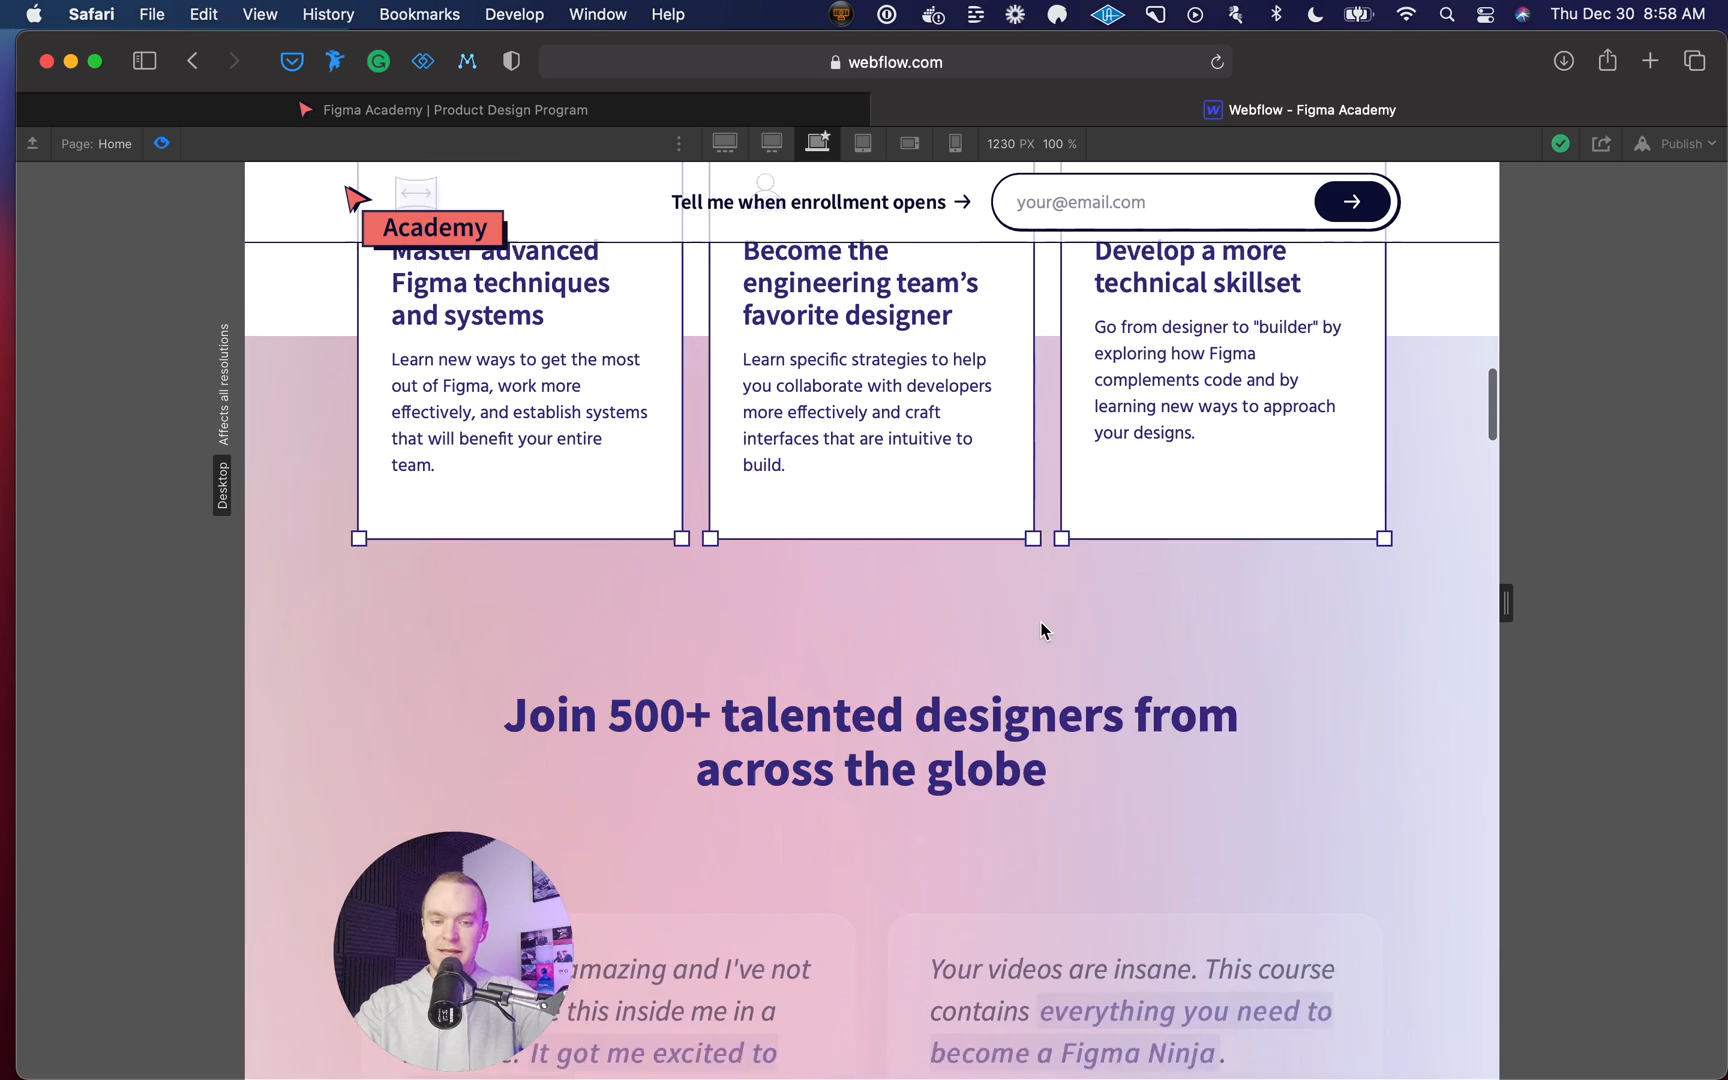 Safari File Edit View History Bookmarks Develop Window Help
Thu Dec 30 8:58 AM
webflow.com
Figma Academy | Product Design Program
Webflow - Figma Academy
Page: Home
1230 PX 100 %
Publish
Academy
Tell me when enrollment opens →
your@email.com
→
Master advanced
Figma techniques
and systems
Learn new ways to get the most
out of Figma, work more
effectively, and establish systems
that will benefit your entire
team.
Become the
engineering team's
favorite designer
Learn specific strategies to help
you collaborate with developers
more effectively and craft
interfaces that are intuitive to
build.
Develop a more
technical skillset
Go from designer to "builder" by
exploring how Figma
complements code and by
learning new ways to approach
your designs.
Desktop Affects all resolutions
Join 500+ talented designers from
across the globe
amazing and I've not
this inside me in a
. It got me excited to
Your videos are insane. This course
contains everything you need to
become a Figma Ninja.